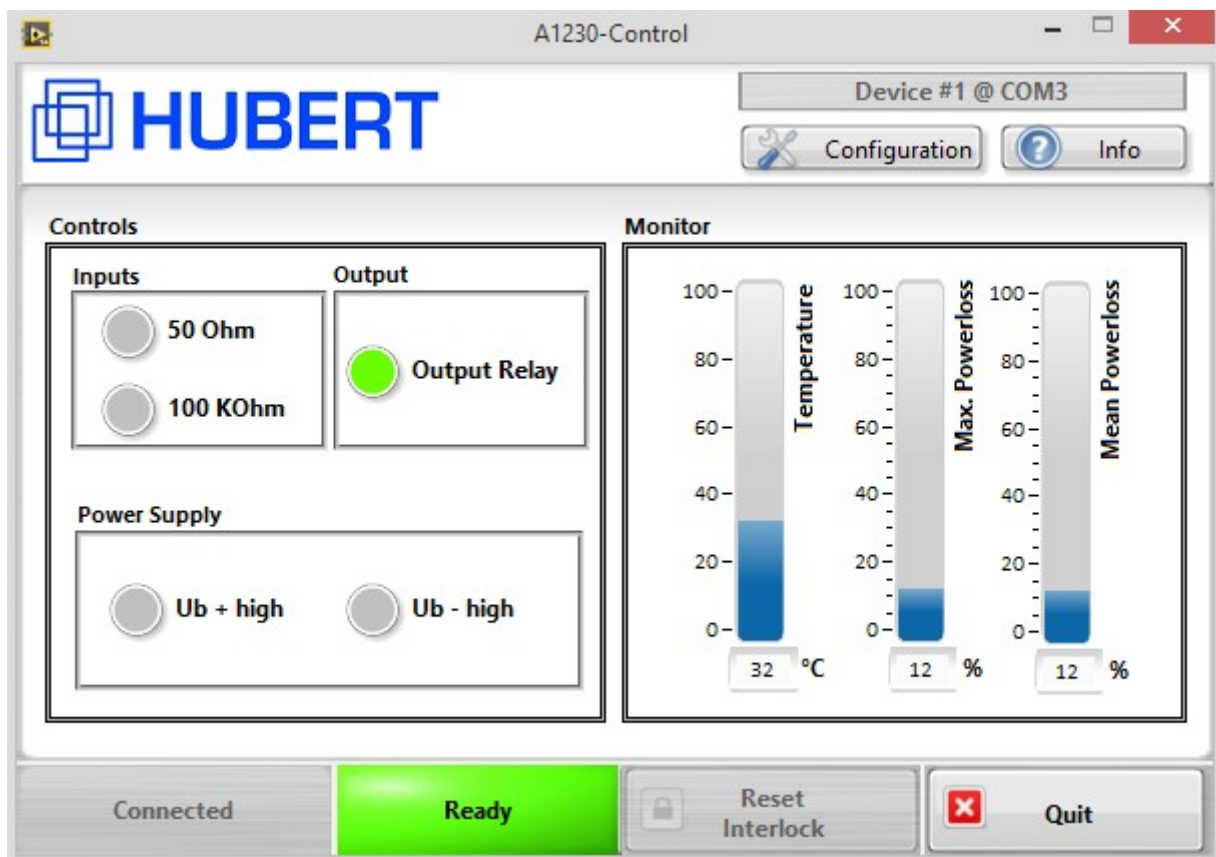 A1230-Control
HUBERT
Device #1 @ COM3
Configuration
Info
Controls
Monitor
Inputs
Output
50 Ohm
100 KOhm
Output Relay
Power Supply
Ub + high
Ub - high
100
80
60
40
20
0
Temperature
32 °C
100
80
60
40
20
0
Max. Powerloss
12 %
100
80
60
40
20
0
Mean Powerloss
12 %
Connected
Ready
Reset
Interlock
Quit